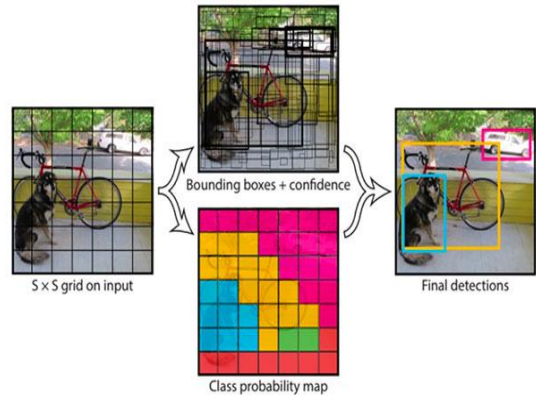 S × S grid on input
Bounding boxes + confidence
Class probability map
Final detections